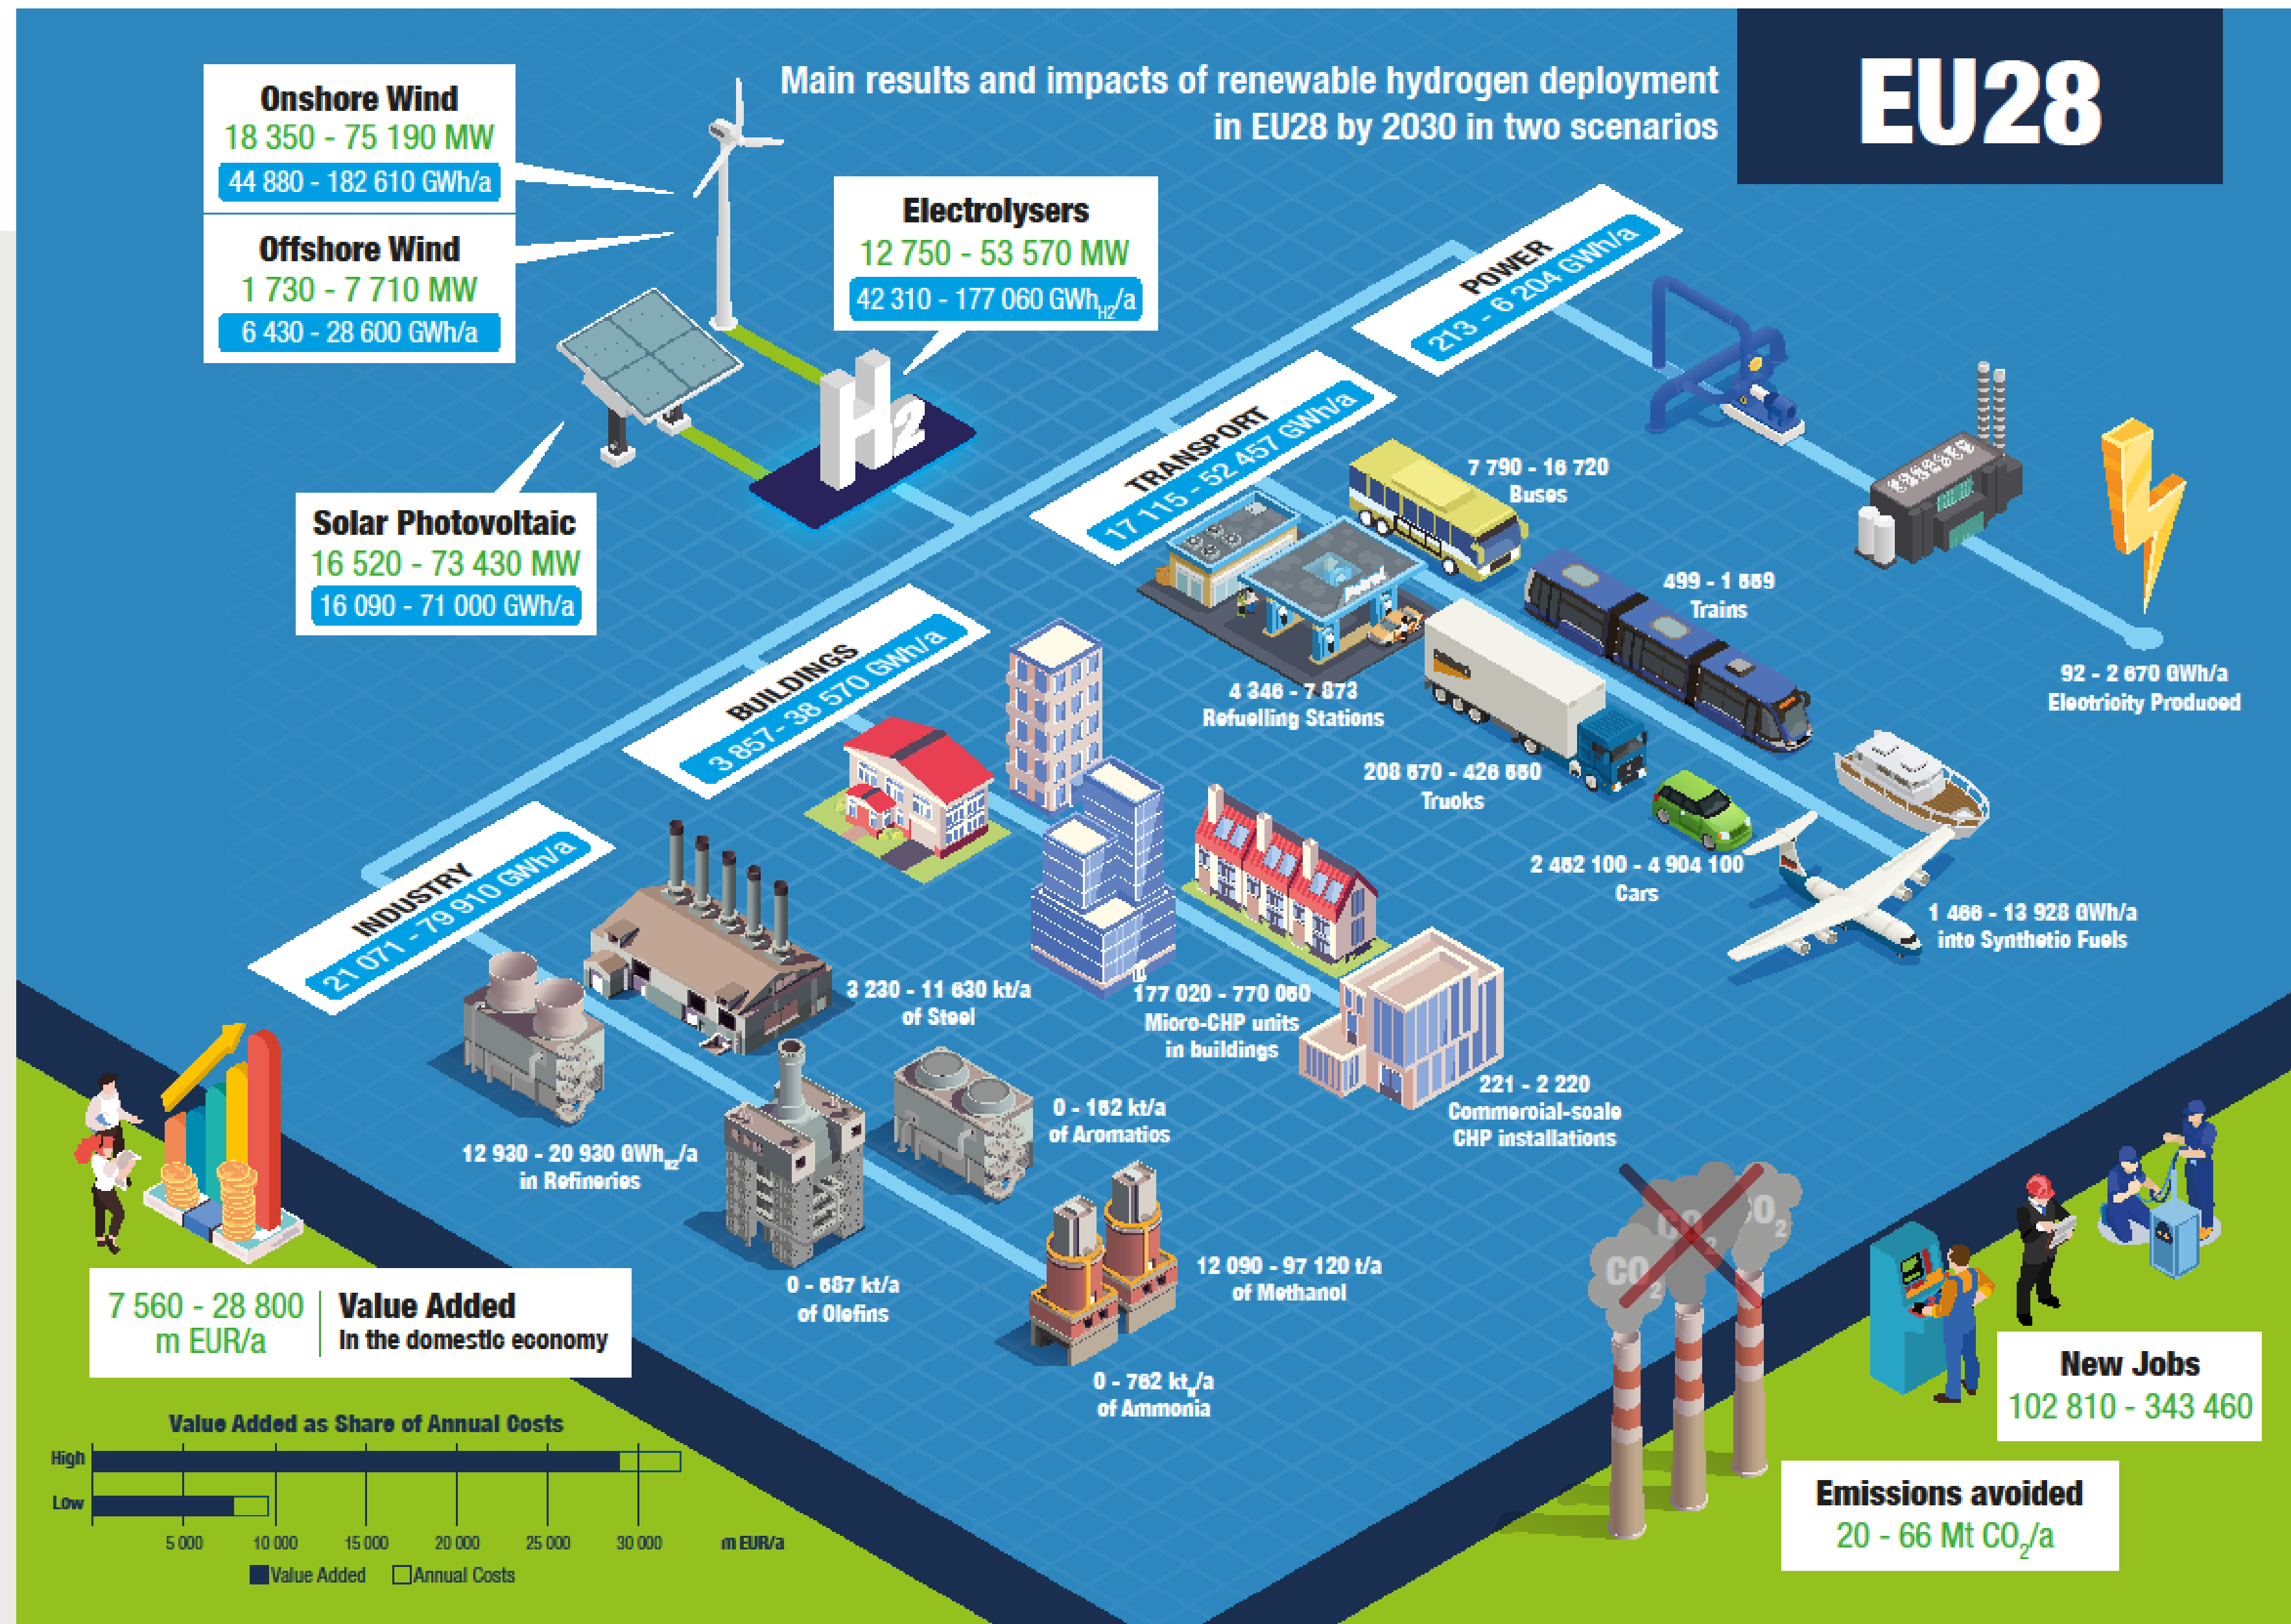 EU28
Main results and impacts of renewable hydrogen deployment
in EU28 by 2030 in two scenarios
Onshore Wind
18 350 - 75 190 MW
44 880 - 182 610 GWh/a
Offshore Wind
1 730 - 7 710 MW
6 430 - 28 600 GWh/a
Electrolysers
12 750 - 53 570 MW
42 310 - 177 060 GWhH2/a
H2
Solar Photovoltaic
16 520 - 73 430 MW
16 090 - 71 000 GWh/a
POWER
213 - 6 204 GWh/a
92 - 2 670 GWh/a
Electricity Produced
TRANSPORT
17 115 - 52 457 GWh/a
7 790 - 16 720
Buses
499 - 1 559
Trains
4 346 - 7 873
Refuelling Stations
208 570 - 426 550
Trucks
2 452 100 - 4 904 100
Cars
1 466 - 13 928 GWh/a
into Synthetic Fuels
BUILDINGS
3 857- 38 570 GWh/a
177 020 - 770 050
Micro-CHP units
in buildings
221 - 2 220
Commercial-scale
CHP installations
INDUSTRY
21 071 - 79 910 GWh/a
3 230 - 11 630 kt/a
of Steel
12 930 - 20 930 GWhH2/a
in Refineries
0 - 152 kt/a
of Aromatics
0 - 587 kt/a
of Olefins
12 090 - 97 120 t/a
of Methanol
0 - 762 ktN/a
of Ammonia
7 560 - 28 800
m EUR/a
Value Added
in the domestic economy
Value Added as Share of Annual Costs
High
Low
5 000 10 000 15 000 20 000 25 000 30 000 m EUR/a
Value Added Annual Costs
CO2 CO2 CO2
New Jobs
102 810 - 343 460
Emissions avoided
20 - 66 Mt CO2/a